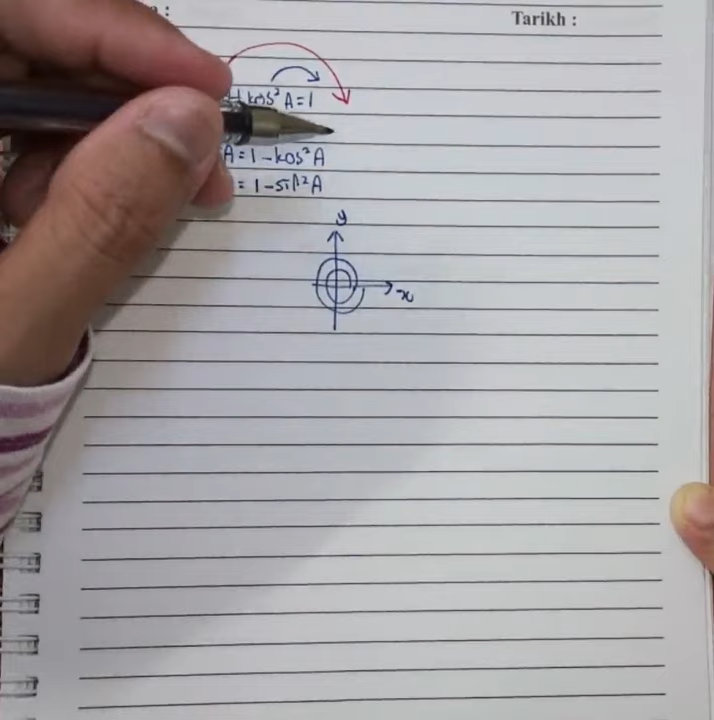 Tarikh :
kos² A = 1
A = 1 - kos² A
= 1 - sin² A
y
x